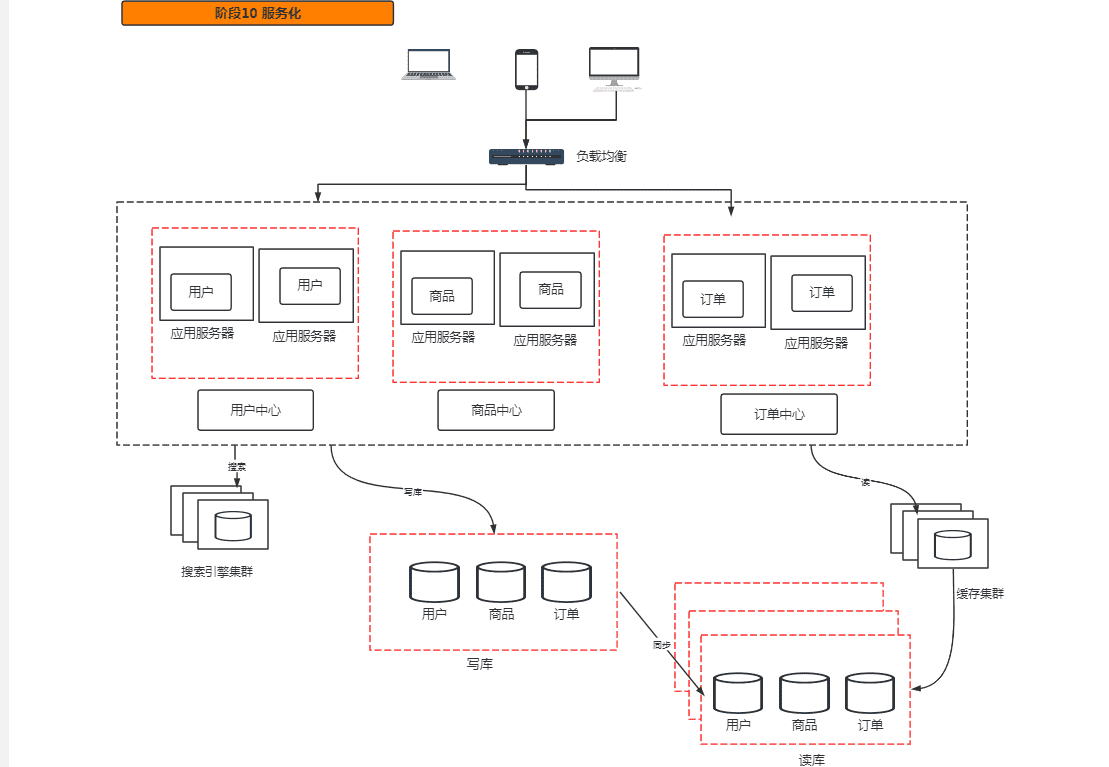 阶段10 服务化
负载均衡
用户
用户
应用服务器
应用服务器
商品
商品
应用服务器
应用服务器
订单
订单
应用服务器
应用服务器
用户中心
商品中心
订单中心
搜索
写库
读
搜索引擎集群
缓存集群
用户
商品
订单
写库
同步
用户
商品
订单
读库